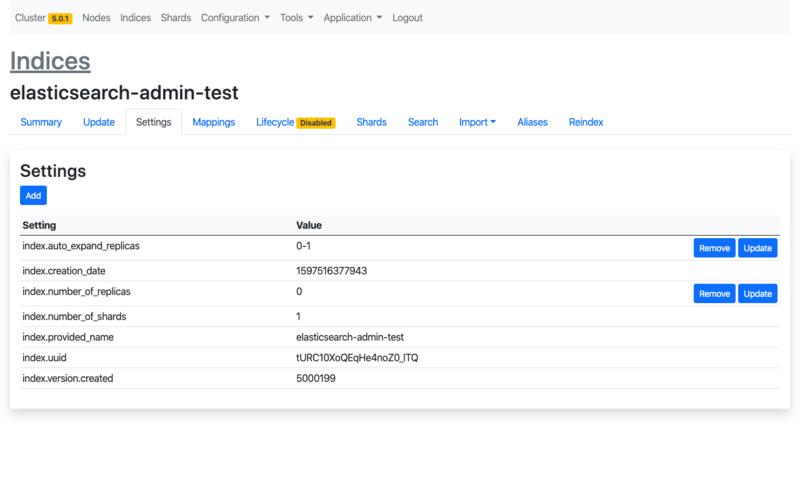 Cluster 5.0.1 Nodes Indices Shards Configuration Tools Application Logout
Indices
elasticsearch-admin-test
Summary Update Settings Mappings Lifecycle Disabled Shards Search Import Aliases Reindex
Settings
Add
Setting Value
index.auto_expand_replicas 0-1 Remove Update
index.creation_date 1597516377943
index.number_of_replicas 0 Remove Update
index.number_of_shards 1
index.provided_name elasticsearch-admin-test
index.uuid tURC10XoQEqHe4noZ0_lTQ
index.version.created 5000199